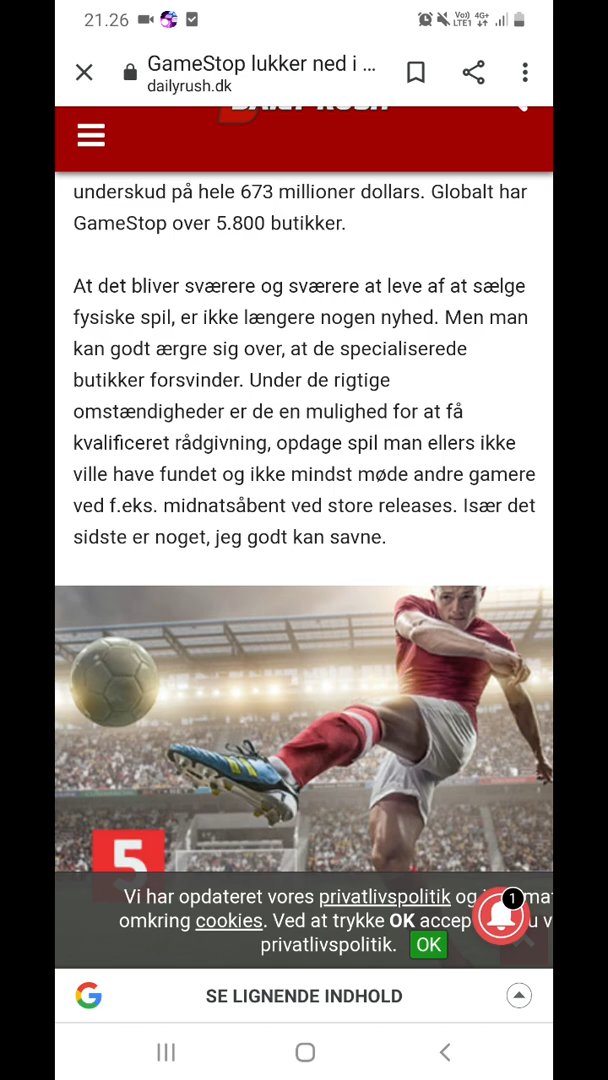 21.26
Vo)) 4G+
LTE1
GameStop lukker ned i ...
dailyrush.dk
DAILY RUSH
underskud på hele 673 millioner dollars. Globalt har
GameStop over 5.800 butikker.
At det bliver sværere og sværere at leve af at sælge
fysiske spil, er ikke længere nogen nyhed. Men man
kan godt ærgre sig over, at de specialiserede
butikker forsvinder. Under de rigtige
omstændigheder er de en mulighed for at få
kvalificeret rådgivning, opdage spil man ellers ikke
ville have fundet og ikke mindst møde andre gamere
ved f.eks. midnatsåbent ved store releases. Især det
sidste er noget, jeg godt kan savne.
5
Vi har opdateret vores privatlivspolitik og
1
omkring cookies. Ved at trykke OK accep
privatlivspolitik. OK
SE LIGNENDE INDHOLD